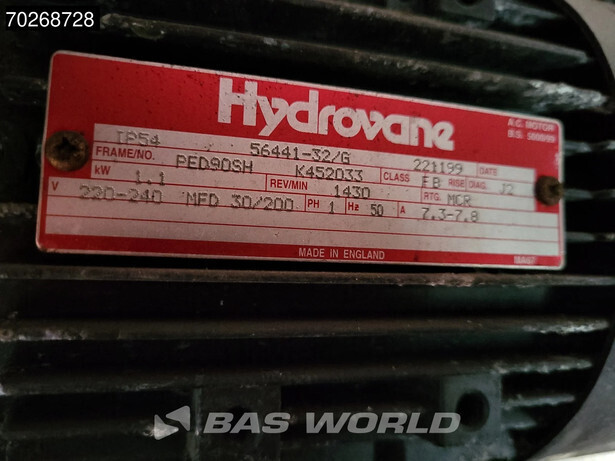 70268728
Hydrovane
A.C. MOTOR
IP54 56441-32/G 221199 DATE
FRAME/NO. PED90SH K452033 CLASS F B RISE DIAG. J2
kW 1.1 REV/MIN 1430 RTG. MCR
V 220-240 MFD 30/200 PH 1 Hz 50 A 7.3-7.8
MADE IN ENGLAND
BAS WORLD